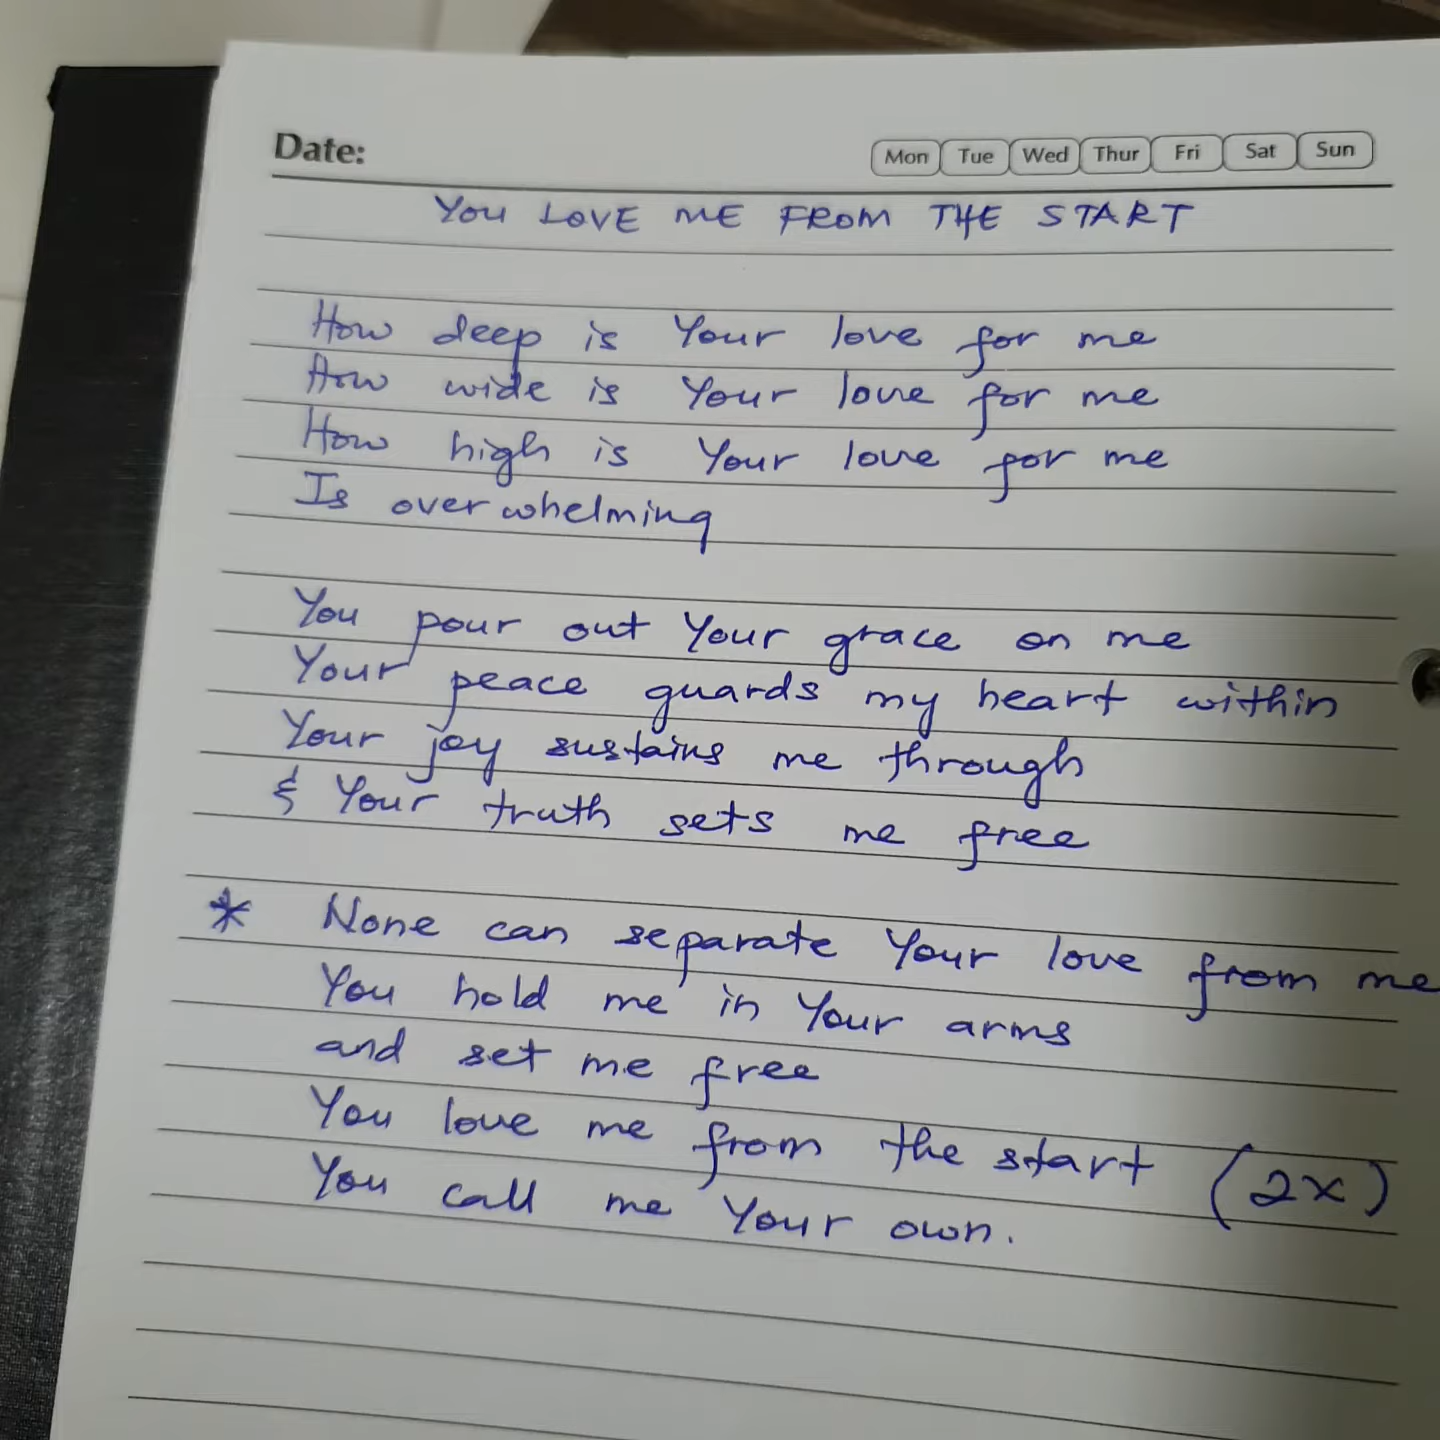 Date:
Mon Tue Wed Thur Fri Sat Sun
YOU LOVE ME FROM THE START
How deep is Your love for me
How wide is Your love for me
How high is Your love for me
Is overwhelming
You pour out Your grace on me
Your peace guards my heart within
Your joy sustains me through
& Your truth sets me free
* None can separate Your love from me
You hold me in Your arms
and set me free
You love me from the start (2x)
You call me Your own.